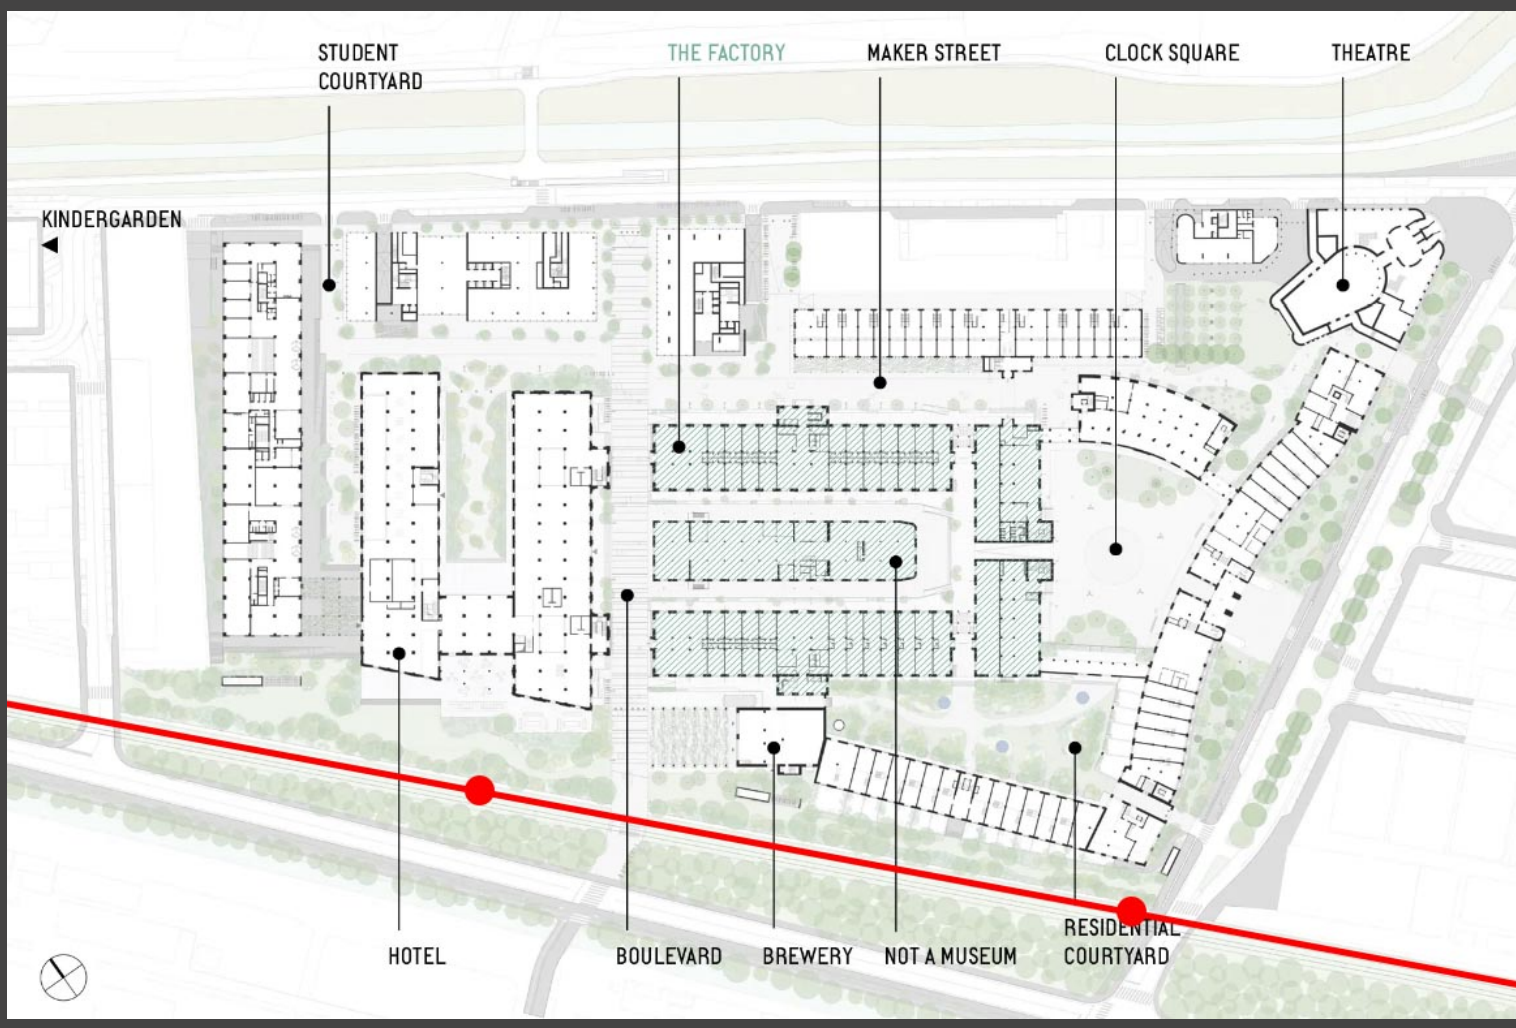 STUDENT
COURTYARD
THE FACTORY
MAKER STREET
CLOCK SQUARE
THEATRE
KINDERGARDEN
HOTEL
BOULEVARD
BREWERY
NOT A MUSEUM
RESIDENTIAL
COURTYARD